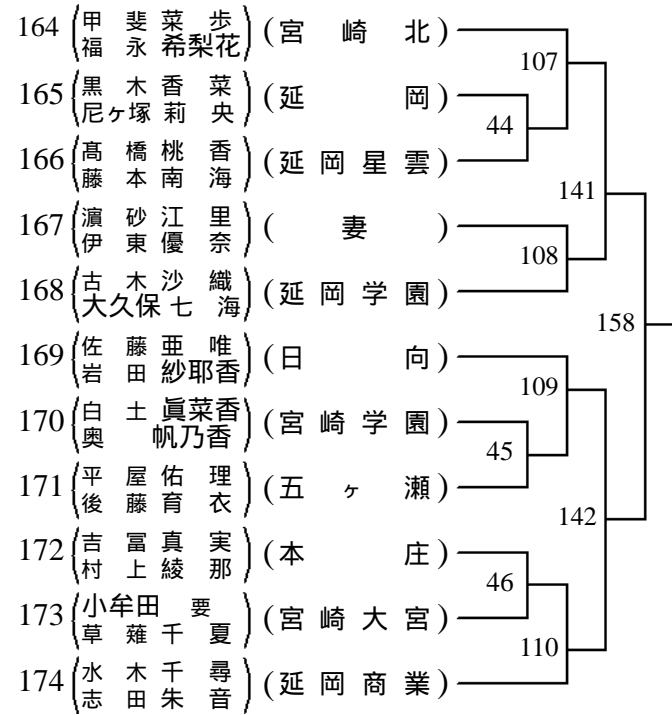 164 甲斐菜歩 (宮崎北)
福永希梨花
107
165 黒木香菜 (延岡)
尼ヶ塚莉央
44
166 髙橋桃香 (延岡星雲)
藤本南海
141
167 濵砂江里 (妻)
伊東優奈
108
168 古木沙織 (延岡学園)
大久保七海
158
169 佐藤亜唯 (日向)
岩田紗耶香
109
170 白土眞菜香 (宮崎学園)
奥帆乃香
45
171 平屋佑理 (五ヶ瀬)
後藤育衣
142
172 吉冨真実 (本庄)
村上綾那
46
173 小牟田要 (宮崎大宮)
草薙千夏
110
174 水木千尋 (延岡商業)
志田朱音